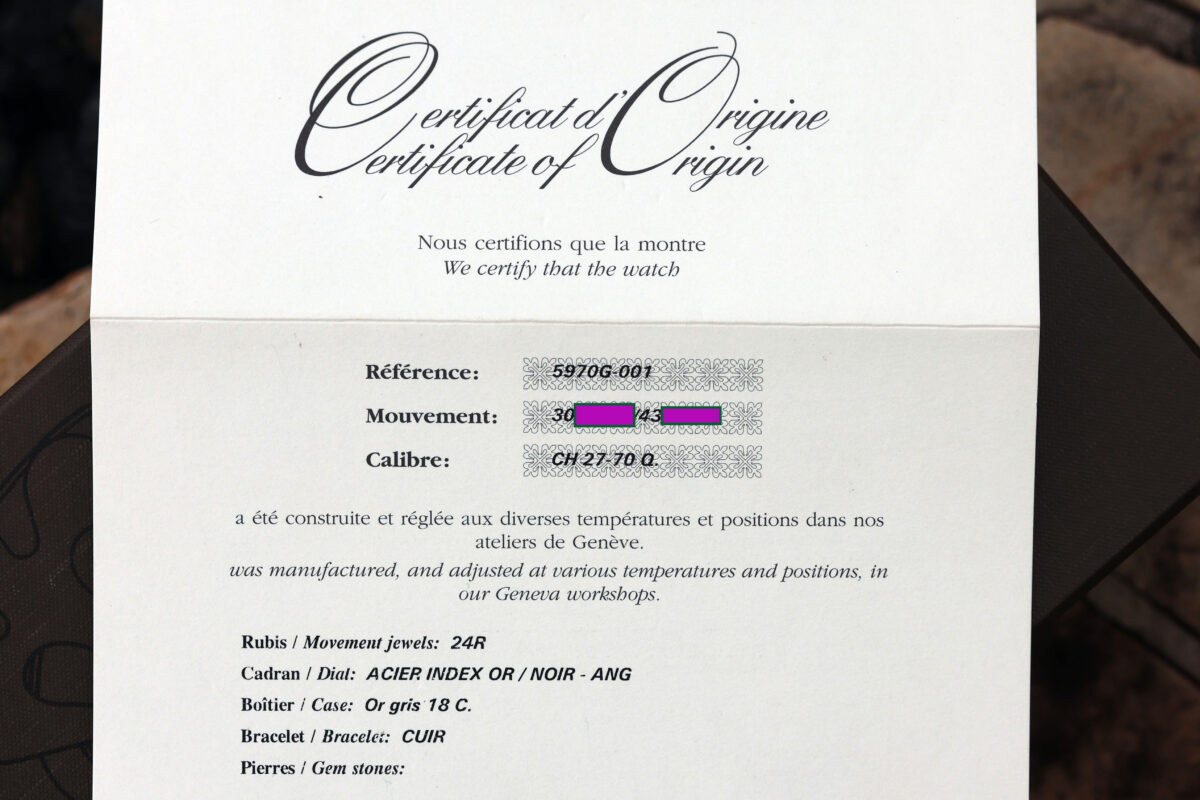 Certificat d'Origine
Certificate of Origin
Nous certifions que la montre
We certify that the watch
Référence: 5970G-001
Mouvement: 30 /43
Calibre: CH 27-70 Q.
a été construite et réglée aux diverses températures et positions dans nos
ateliers de Genève.
was manufactured, and adjusted at various temperatures and positions, in
our Geneva workshops.
Rubis / Movement jewels: 24R
Cadran / Dial: ACIER INDEX OR / NOIR - ANG
Boîtier / Case: Or gris 18 C.
Bracelet / Bracelet: CUIR
Pierres / Gem stones: